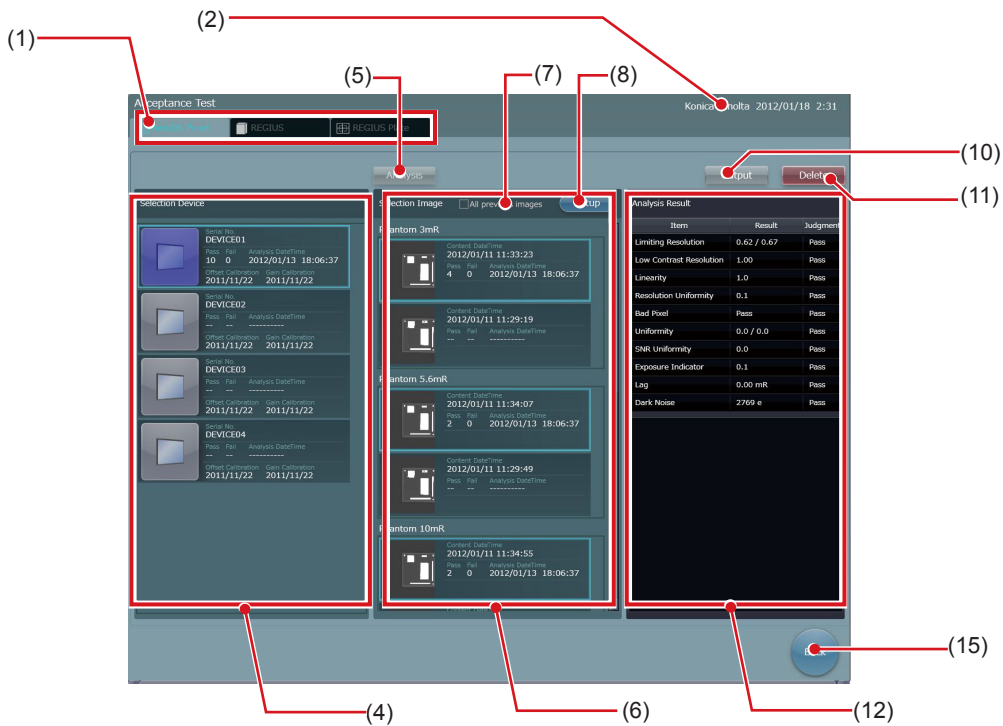 (2)
(1)
(5)
(7)
(8)
Acceptance Test
2012/01/18 2:31
REGIUS
REGIUS Plate
(10)
(11)
Selection Device
Selection Image
All previous images
Analysis Result
Serial No.
DEVICE01
Pass Fail Analysis DateTime
10 0 2012/01/13 18:06:37
Offset Calibration Gain Calibration
2011/11/22 2011/11/22
Serial No.
DEVICE02
Pass Fail Analysis DateTime
-- -- ----------
Offset Calibration Gain Calibration
2011/11/22 2011/11/22
Serial No.
DEVICE03
Pass Fail Analysis DateTime
-- -- ----------
Offset Calibration Gain Calibration
2011/11/22 2011/11/22
Serial No.
DEVICE04
Pass Fail Analysis DateTime
-- -- ----------
Offset Calibration Gain Calibration
2011/11/22 2011/11/22
Phantom 3mR
Content DateTime
2012/01/11 11:33:23
Pass Fail Analysis DateTime
4 0 2012/01/13 18:06:37
Content DateTime
2012/01/11 11:29:19
Pass Fail Analysis DateTime
-- -- ----------
Phantom 5.6mR
Content DateTime
2012/01/11 11:34:07
Pass Fail Analysis DateTime
2 0 2012/01/13 18:06:37
Content DateTime
2012/01/11 11:29:49
Pass Fail Analysis DateTime
-- -- ----------
Phantom 10mR
Content DateTime
2012/01/11 11:34:55
Pass Fail Analysis DateTime
2 0 2012/01/13 18:06:37
Item Result Judgment
Limiting Resolution 0.62 / 0.67 Pass
Low Contrast Resolution 1.00 Pass
Linearity 1.0 Pass
Resolution Uniformity 0.1 Pass
Bad Pixel Pass Pass
Uniformity 0.0 / 0.0 Pass
SNR Uniformity 0.0 Pass
Exposure Indicator 0.1 Pass
Lag 0.00 mR Pass
Dark Noise 2769 e Pass
(15)
(4)
(6)
(12)